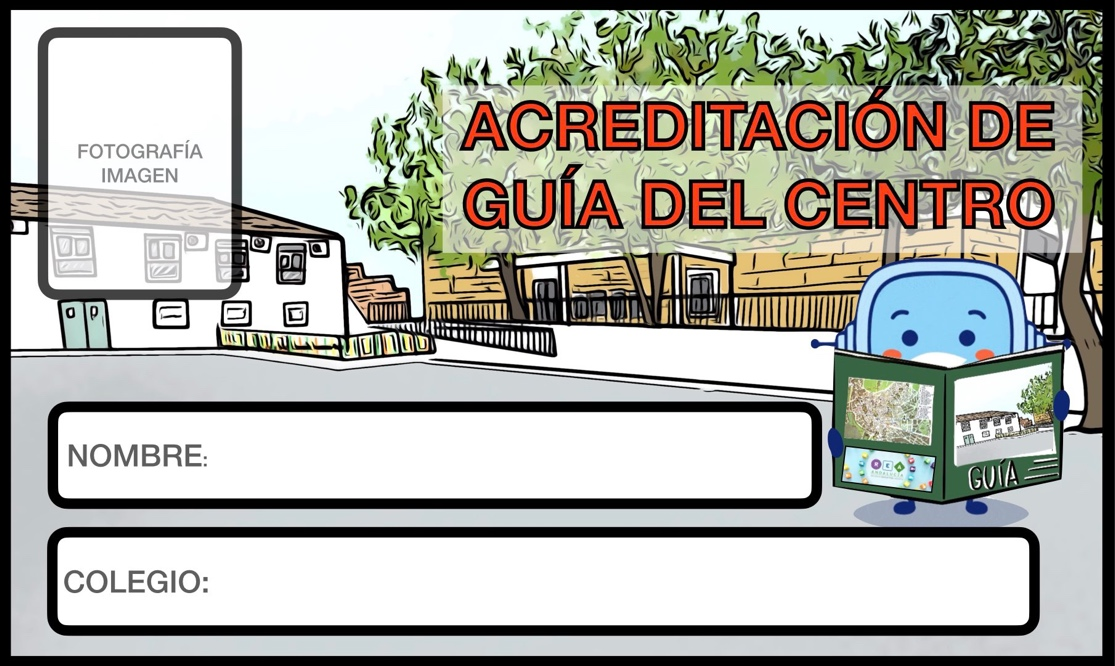 FOTOGRAFÍA
IMAGEN
ACREDITACIÓN DE
GUÍA DEL CENTRO
NOMBRE:
GUÍA
COLEGIO: